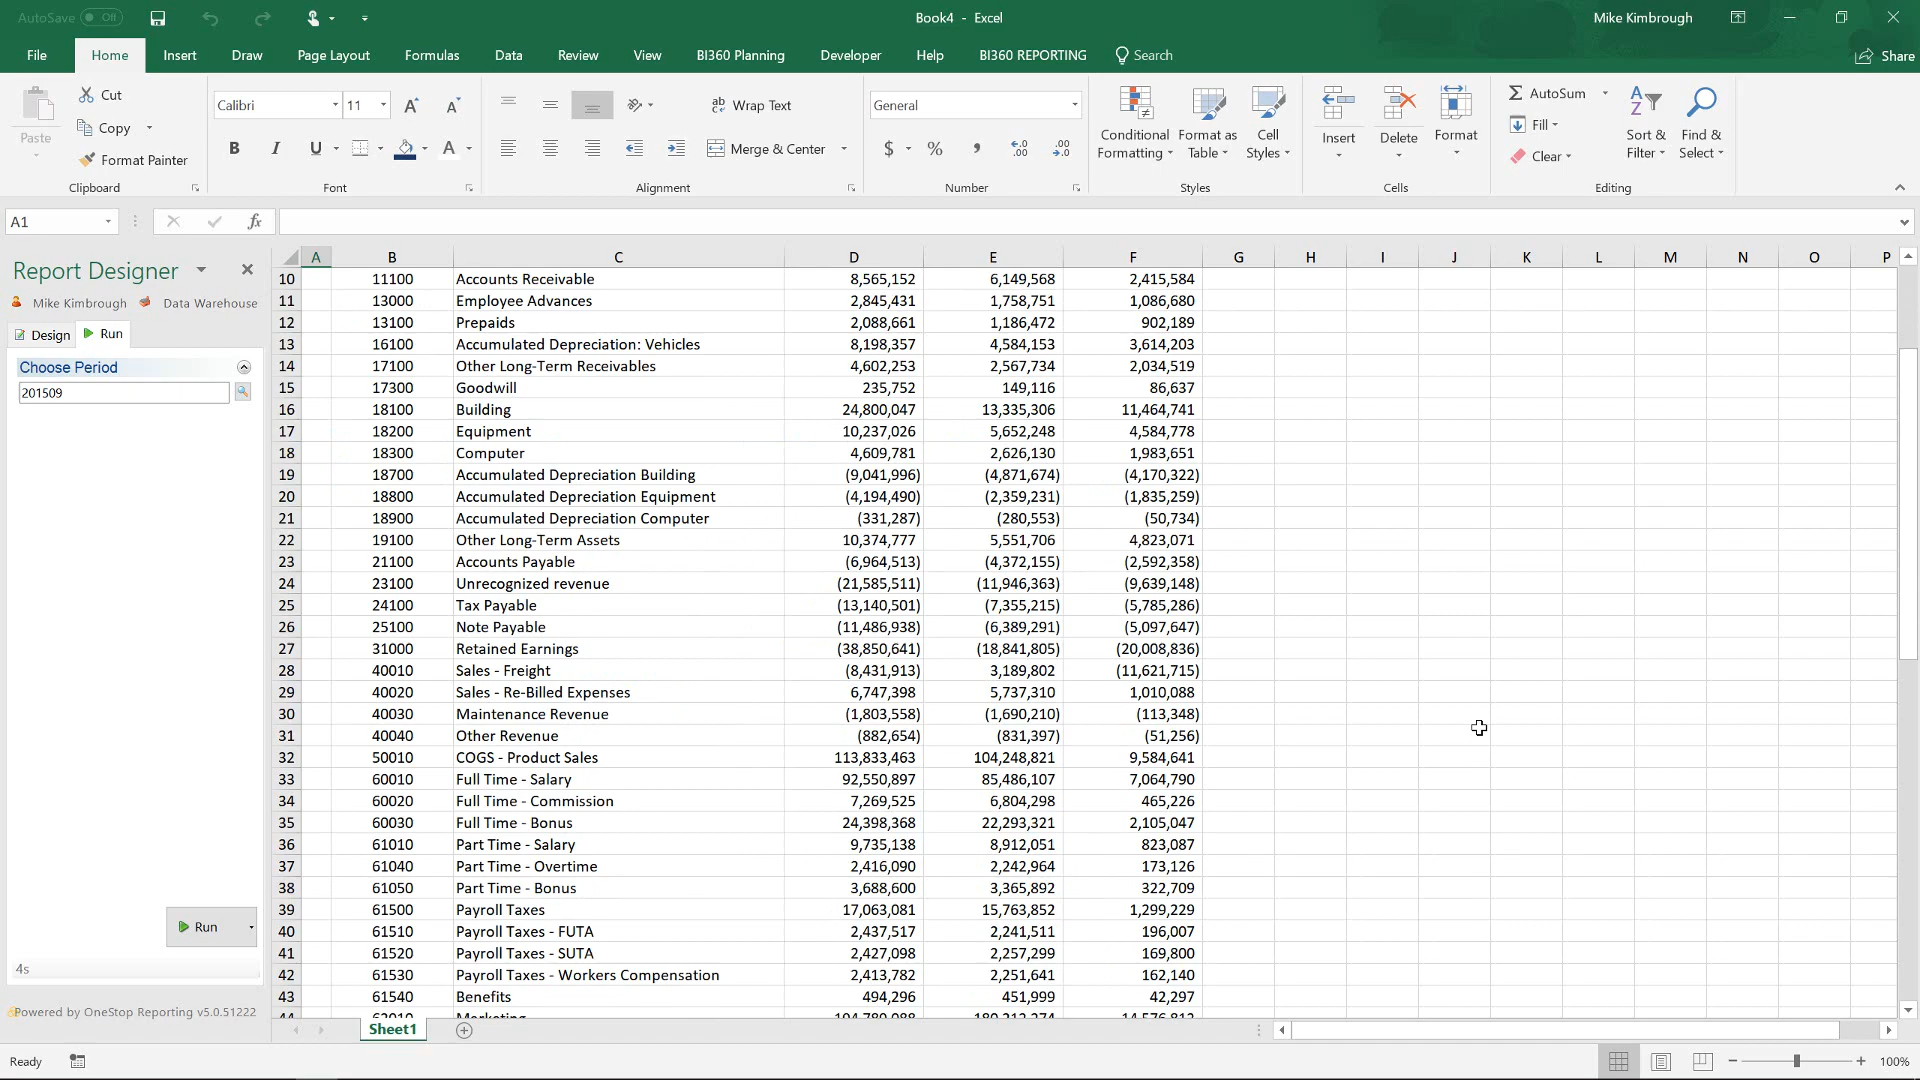 AutoSave Off
Book4 - Excel
Mike Kimbrough
File Home Insert Draw Page Layout Formulas Data Review View BI360 Planning Developer Help BI360 REPORTING Search Share
Paste
Cut
Copy
Format Painter
Clipboard
Calibri 11
B I U A
Font
Wrap Text
Merge & Center
Alignment
General
$ % ,
Number
Conditional Formatting
Format as Table
Cell Styles
Styles
Insert Delete Format
Cells
AutoSum
Fill
Clear
Sort & Filter
Find & Select
Editing
A1 fx
Report Designer
Mike Kimbrough Data Warehouse
Design Run
Choose Period
201509
Run
4s
Powered by OneStop Reporting v5.0.51222
A B C D E F G H I J K L M N O P
10 11100 Accounts Receivable 8,565,152 6,149,568 2,415,584
11 13000 Employee Advances 2,845,431 1,758,751 1,086,680
12 13100 Prepaids 2,088,661 1,186,472 902,189
13 16100 Accumulated Depreciation: Vehicles 8,198,357 4,584,153 3,614,203
14 17100 Other Long-Term Receivables 4,602,253 2,567,734 2,034,519
15 17300 Goodwill 235,752 149,116 86,637
16 18100 Building 24,800,047 13,335,306 11,464,741
17 18200 Equipment 10,237,026 5,652,248 4,584,778
18 18300 Computer 4,609,781 2,626,130 1,983,651
19 18700 Accumulated Depreciation Building (9,041,996) (4,871,674) (4,170,322)
20 18800 Accumulated Depreciation Equipment (4,194,490) (2,359,231) (1,835,259)
21 18900 Accumulated Depreciation Computer (331,287) (280,553) (50,734)
22 19100 Other Long-Term Assets 10,374,777 5,551,706 4,823,071
23 21100 Accounts Payable (6,964,513) (4,372,155) (2,592,358)
24 23100 Unrecognized revenue (21,585,511) (11,946,363) (9,639,148)
25 24100 Tax Payable (13,140,501) (7,355,215) (5,785,286)
26 25100 Note Payable (11,486,938) (6,389,291) (5,097,647)
27 31000 Retained Earnings (38,850,641) (18,841,805) (20,008,836)
28 40010 Sales - Freight (8,431,913) 3,189,802 (11,621,715)
29 40020 Sales - Re-Billed Expenses 6,747,398 5,737,310 1,010,088
30 40030 Maintenance Revenue (1,803,558) (1,690,210) (113,348)
31 40040 Other Revenue (882,654) (831,397) (51,256)
32 50010 COGS - Product Sales 113,833,463 104,248,821 9,584,641
33 60010 Full Time - Salary 92,550,897 85,486,107 7,064,790
34 60020 Full Time - Commission 7,269,525 6,804,298 465,226
35 60030 Full Time - Bonus 24,398,368 22,293,321 2,105,047
36 61010 Part Time - Salary 9,735,138 8,912,051 823,087
37 61040 Part Time - Overtime 2,416,090 2,242,964 173,126
38 61050 Part Time - Bonus 3,688,600 3,365,892 322,709
39 61500 Payroll Taxes 17,063,081 15,763,852 1,299,229
40 61510 Payroll Taxes - FUTA 2,437,517 2,241,511 196,007
41 61520 Payroll Taxes - SUTA 2,427,098 2,257,299 169,800
42 61530 Payroll Taxes - Workers Compensation 2,413,782 2,251,641 162,140
43 61540 Benefits 494,296 451,999 42,297
Sheet1
Ready
100%